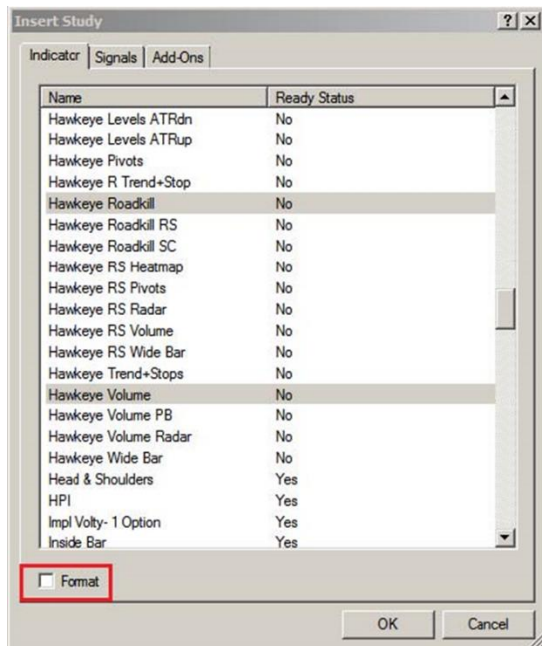 Insert Study
Indicator Signals Add-Ons
Name Ready Status
Hawkeye Levels ATRdn No
Hawkeye Levels ATRup No
Hawkeye Pivots No
Hawkeye R Trend+Stop No
Hawkeye Roadkill No
Hawkeye Roadkill RS No
Hawkeye Roadkill SC No
Hawkeye RS Heatmap No
Hawkeye RS Pivots No
Hawkeye RS Radar No
Hawkeye RS Volume No
Hawkeye RS Wide Bar No
Hawkeye Trend+Stops No
Hawkeye Volume No
Hawkeye Volume PB No
Hawkeye Volume Radar No
Hawkeye Wide Bar No
Head & Shoulders Yes
HPI Yes
Impl Volty- 1 Option Yes
Inside Bar Yes
Format
OK Cancel